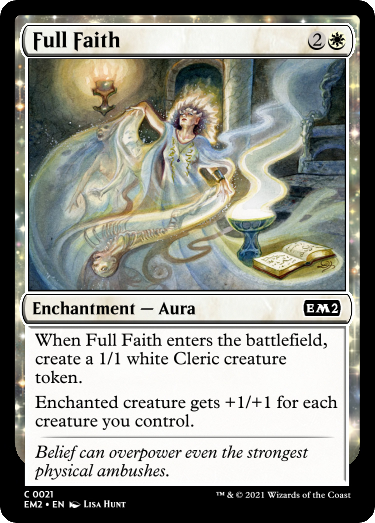 Full Faith 2
Enchantment — Aura EM2
When Full Faith enters the battlefield,
create a 1/1 white Cleric creature
token.
Enchanted creature gets +1/+1 for each
creature you control.
Belief can overpower even the strongest
physical ambushes.
C 0021
EM2 • EN Lisa Hunt ™ & © 2021 Wizards of the Coast